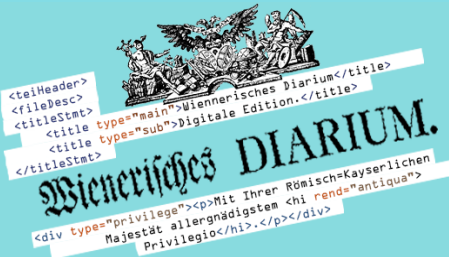 <teiHeader>
<fileDesc>
<titleStmt>
<title type="main">Wiennerisches Diarium</title>
<title type="sub">Digitale Edition.</title>
</titleStmt>
Wieneriſches DIARIUM.
<div type="privilege"><p>Mit Ihrer Römisch=Kayserlichen
Majestät allergnädigstem <hi rend="antiqua">
Privilegio</hi>.</p></div>